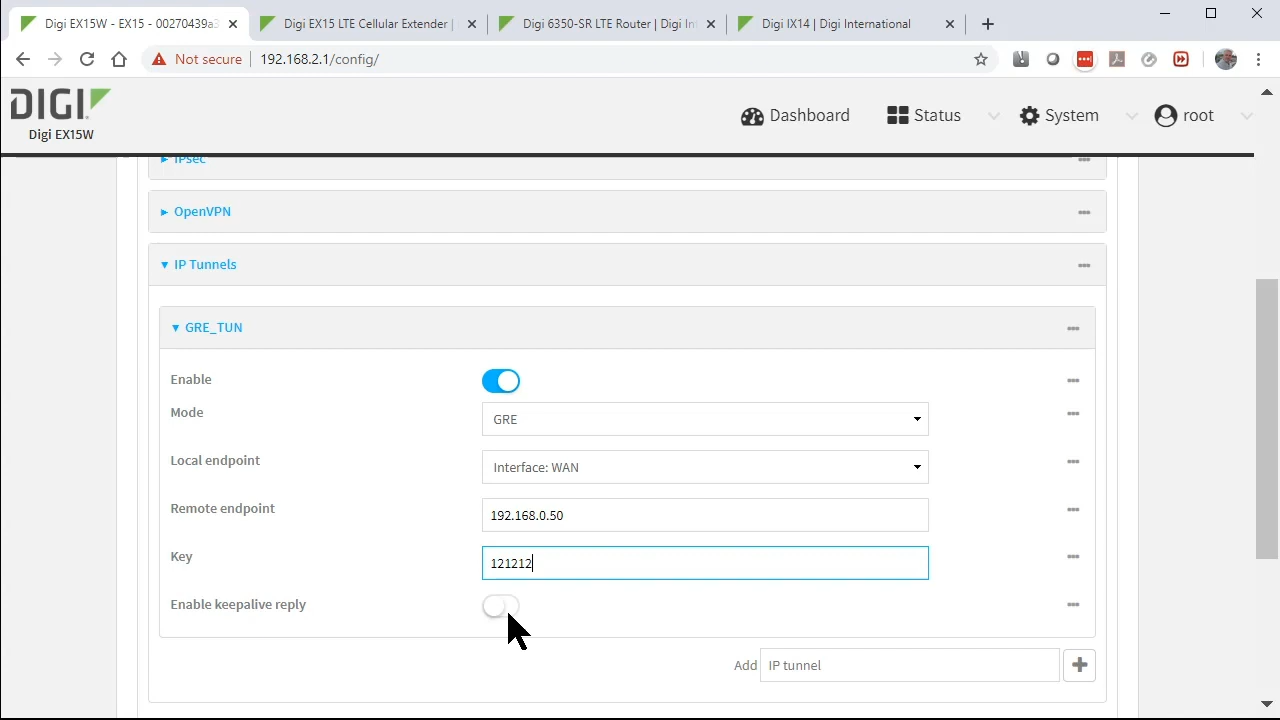 Digi EX15W - EX15 - 00270439a3
Digi EX15 LTE Cellular Extender |
Digi 6350-SR LTE Router | Digi In
Digi IX14 | Digi International
Not secure
192.168.2.1/config/
DIGI
Digi EX15W
Dashboard
Status
System
root
IPsec
OpenVPN
IP Tunnels
GRE_TUN
Enable
Mode
GRE
Local endpoint
Interface: WAN
Remote endpoint
192.168.0.50
Key
121212
Enable keepalive reply
Add IP tunnel